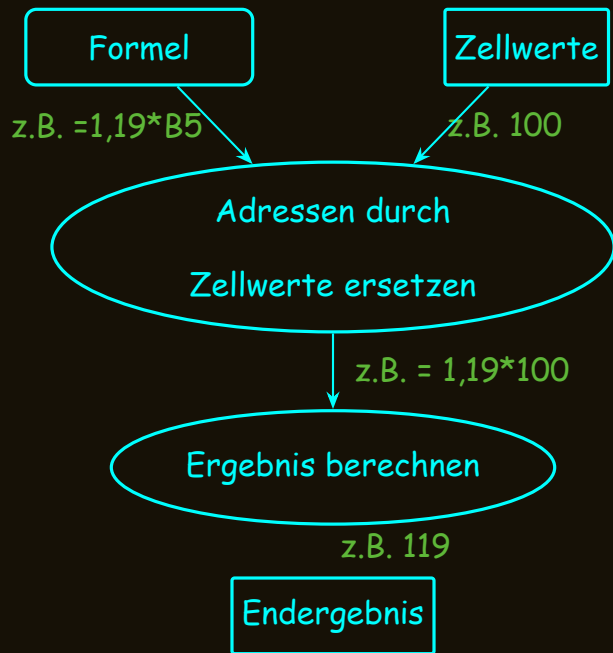 Formel
Zellwerte
z.B. =1,19*B5
z.B. 100
Adressen durch
Zellwerte ersetzen
z.B. = 1,19*100
Ergebnis berechnen
z.B. 119
Endergebnis